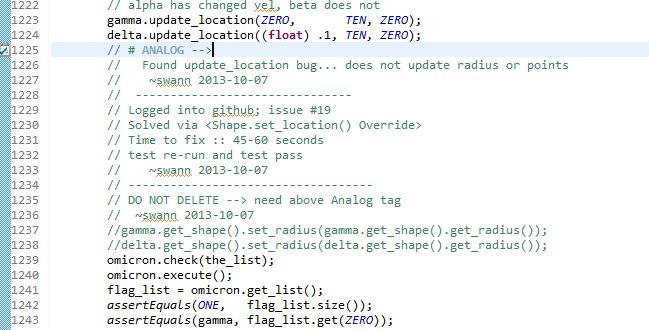 1222 // alpha has changed vel, beta does not
1223 gamma.update_location(ZERO, TEN, ZERO);
1224 delta.update_location((float) .1, TEN, ZERO);
1225 // # ANALOG -->
1226 // Found update_location bug... does not update radius or points
1227 // ~swann 2013-10-07
1228 // -------------------------------
1229 // Logged into github; issue #19
1230 // Solved via <Shape.set_location() Override>
1231 // Time to fix :: 45-60 seconds
1232 // test re-run and test pass
1233 // ~swann 2013-10-07
1234 // -----------------------------------
1235 // DO NOT DELETE --> need above Analog tag
1236 // ~swann 2013-10-07
1237 //gamma.get_shape().set_radius(gamma.get_shape().get_radius());
1238 //delta.get_shape().set_radius(delta.get_shape().get_radius());
1239 omicron.check(the_list);
1240 omicron.execute();
1241 flag_list = omicron.get_list();
1242 assertEquals(ONE, flag_list.size());
1243 assertEquals(gamma, flag_list.get(ZERO));